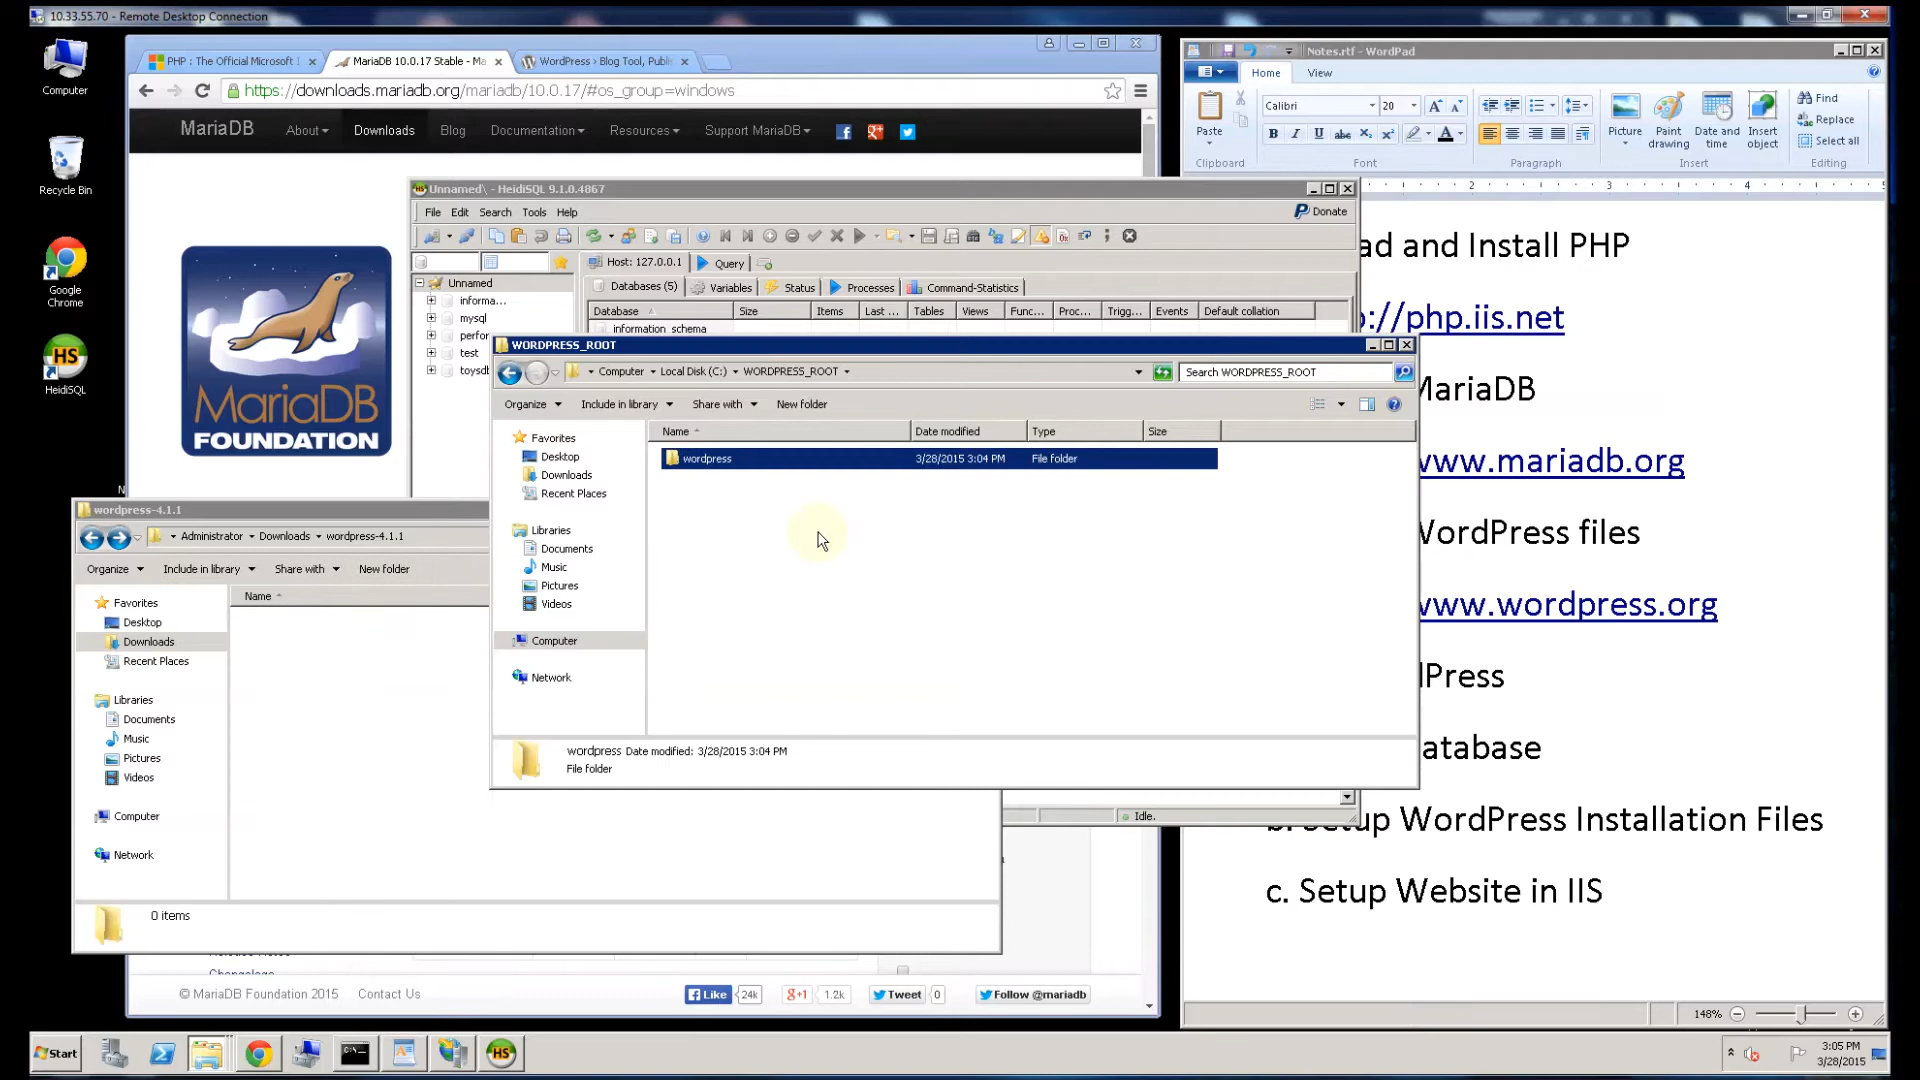 10.33.55.70 - Remote Desktop Connection
Computer
Recycle Bin
Google
Chrome
HeidiSQL
PHP : The Official Microsoft
MariaDB 10.0.17 Stable - Ma
WordPress › Blog Tool, Publi
https://downloads.mariadb.org/mariadb/10.0.17/#os_group=windows
MariaDB About Downloads Blog Documentation Resources Support MariaDB
MariaDB
FOUNDATION
Unnamed\ - HeidiSQL 9.1.0.4867
File Edit Search Tools Help
Donate
Host: 127.0.0.1 Query
Databases (5) Variables Status Processes Command-Statistics
Database Size Items Last ... Tables Views Func... Proc... Trigg... Events Default collation
information_schema
Unnamed
informa...
mysql
perfor
test
toysdb
WORDPRESS_ROOT
Computer Local Disk (C:) WORDPRESS_ROOT
Search WORDPRESS_ROOT
Organize Include in library Share with New folder
Name Date modified Type Size
wordpress 3/28/2015 3:04 PM File folder
Favorites
Desktop
Downloads
Recent Places
Libraries
Documents
Music
Pictures
Videos
Computer
Network
wordpress Date modified: 3/28/2015 3:04 PM
File folder
wordpress-4.1.1
Administrator Downloads wordpress-4.1.1
Organize Include in library Share with New folder
Name
Favorites
Desktop
Downloads
Recent Places
Libraries
Documents
Music
Pictures
Videos
Computer
Network
0 items
Idle.
© MariaDB Foundation 2015 Contact Us
Like 24k
+1 1.2k
Tweet 0
Follow @mariadb
Notes.rtf - WordPad
Home View
Paste
Calibri 20
Picture
Paint
drawing
Date and
time
Insert
object
Find
Replace
Select all
Clipboard Font Paragraph Insert Editing
2 3 4 5
ad and Install PHP
://php.iis.net
MariaDB
www.mariadb.org
WordPress files
www.wordpress.org
dPress
atabase
b. Setup WordPress Installation Files
c. Setup Website in IIS
148%
Start
3:05 PM
3/28/2015